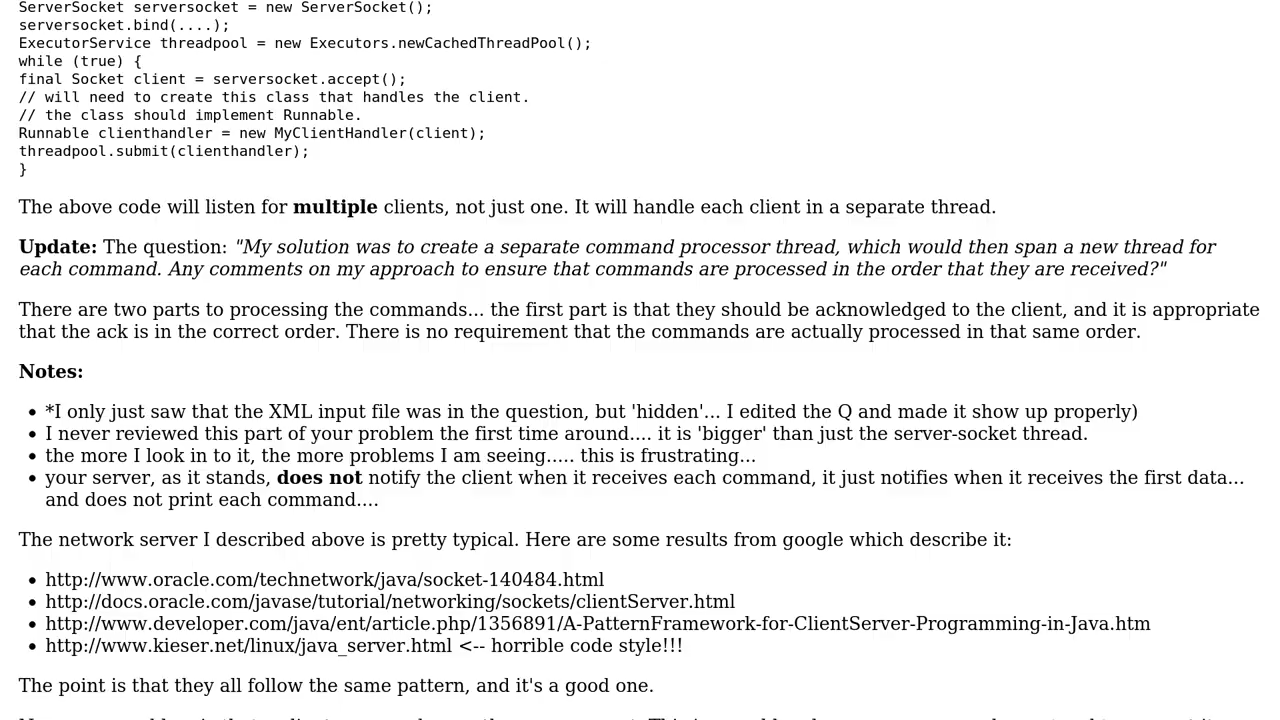 ServerSocket serversocket = new ServerSocket();
serversocket.bind(....);
ExecutorService threadpool = new Executors.newCachedThreadPool();
while (true) {
final Socket client = serversocket.accept();
// will need to create this class that handles the client.
// the class should implement Runnable.
Runnable clienthandler = new MyClientHandler(client);
threadpool.submit(clienthandler);
}
The above code will listen for multiple clients, not just one. It will handle each client in a separate thread.
Update: The question: "My solution was to create a separate command processor thread, which would then span a new thread for
each command. Any comments on my approach to ensure that commands are processed in the order that they are received?"
There are two parts to processing the commands... the first part is that they should be acknowledged to the client, and it is appropriate
that the ack is in the correct order. There is no requirement that the commands are actually processed in that same order.
Notes:
• *I only just saw that the XML input file was in the question, but 'hidden'... I edited the Q and made it show up properly)
• I never reviewed this part of your problem the first time around.... it is 'bigger' than just the server-socket thread.
• the more I look in to it, the more problems I am seeing..... this is frustrating...
• your server, as it stands, does not notify the client when it receives each command, it just notifies when it receives the first data...
and does not print each command....
The network server I described above is pretty typical. Here are some results from google which describe it:
• http://www.oracle.com/technetwork/java/socket-140484.html
• http://docs.oracle.com/javase/tutorial/networking/sockets/clientServer.html
• http://www.developer.com/java/ent/article.php/1356891/A-PatternFramework-for-ClientServer-Programming-in-Java.htm
• http://www.kieser.net/linux/java_server.html <-- horrible code style!!!
The point is that they all follow the same pattern, and it's a good one.